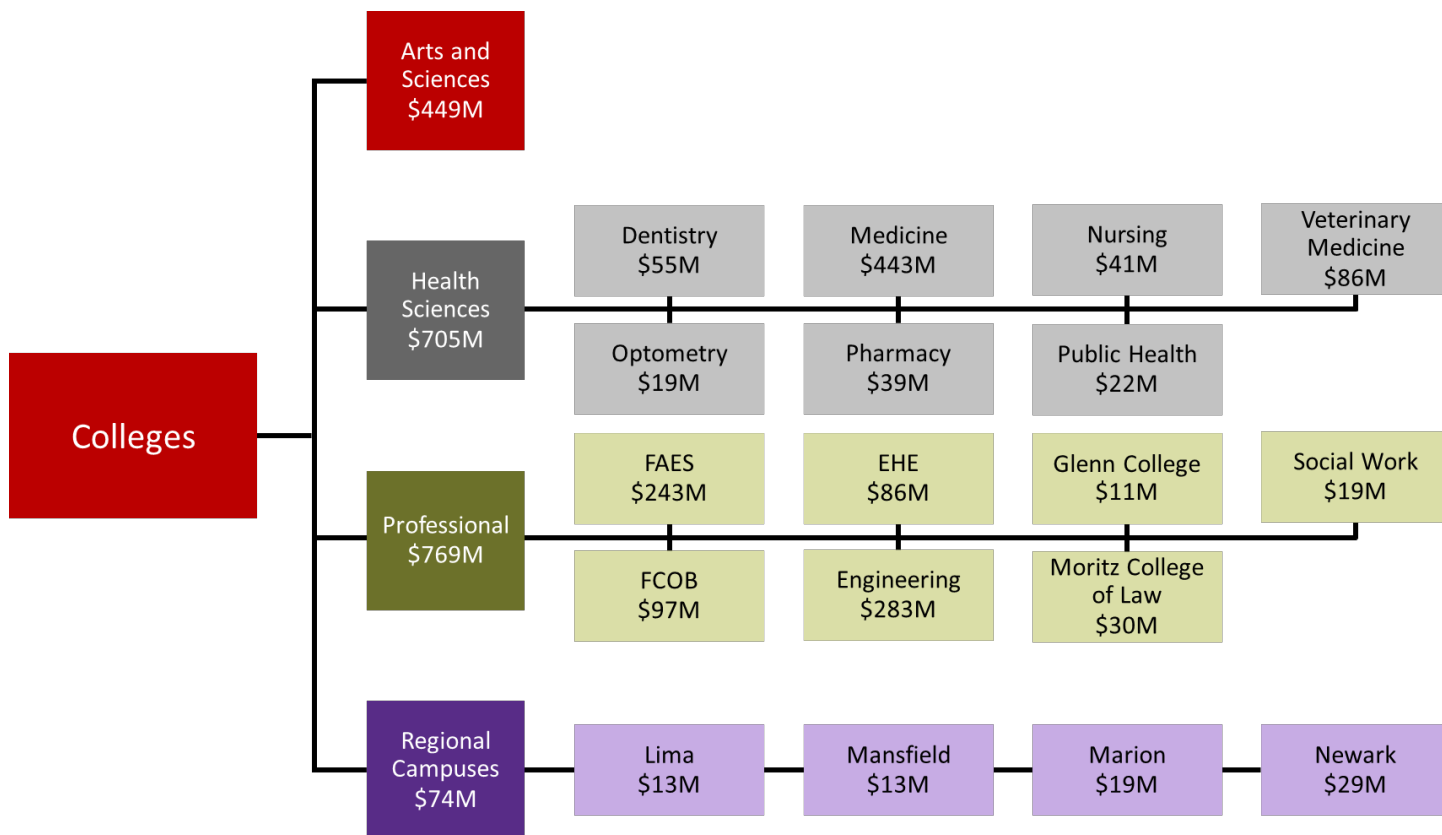 Colleges
Arts and
Sciences
$449M
Health
Sciences
$705M
Dentistry
$55M
Medicine
$443M
Nursing
$41M
Veterinary
Medicine
$86M
Optometry
$19M
Pharmacy
$39M
Public Health
$22M
Professional
$769M
FAES
$243M
EHE
$86M
Glenn College
$11M
Social Work
$19M
FCOB
$97M
Engineering
$283M
Moritz College
of Law
$30M
Regional
Campuses
$74M
Lima
$13M
Mansfield
$13M
Marion
$19M
Newark
$29M